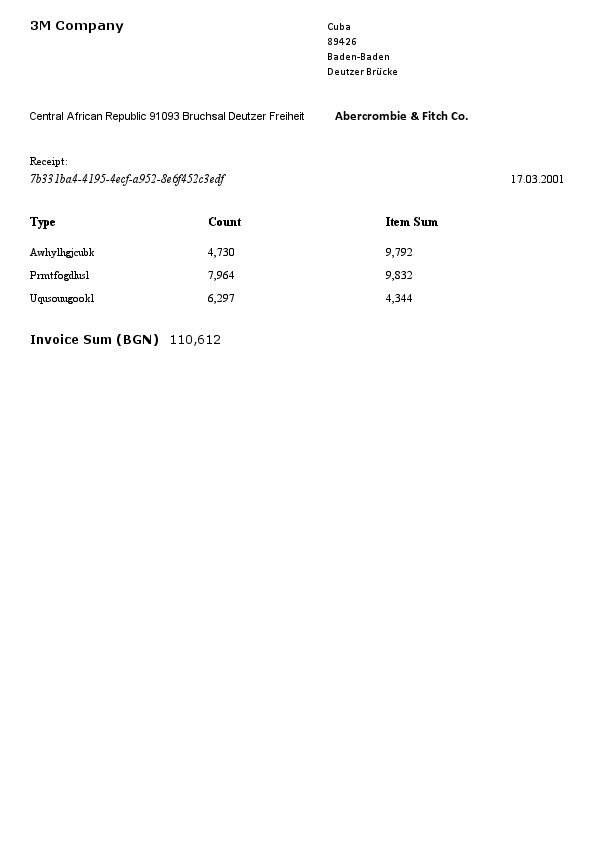 3M Company
Cuba
89426
Baden-Baden
Deutzer Brücke
Central African Republic 91093 Bruchsal Deutzer Freiheit Abercrombie & Fitch Co.
Receipt:
7b331ba4-4195-4ecf-a952-8e6f452c3edf 17.03.2001
Type Count Item Sum
Awhylhgjcubk 4,730 9,792
Prmtfogdlusl 7,964 9,832
Uqusouugookl 6,297 4,344
Invoice Sum (BGN) 110,612